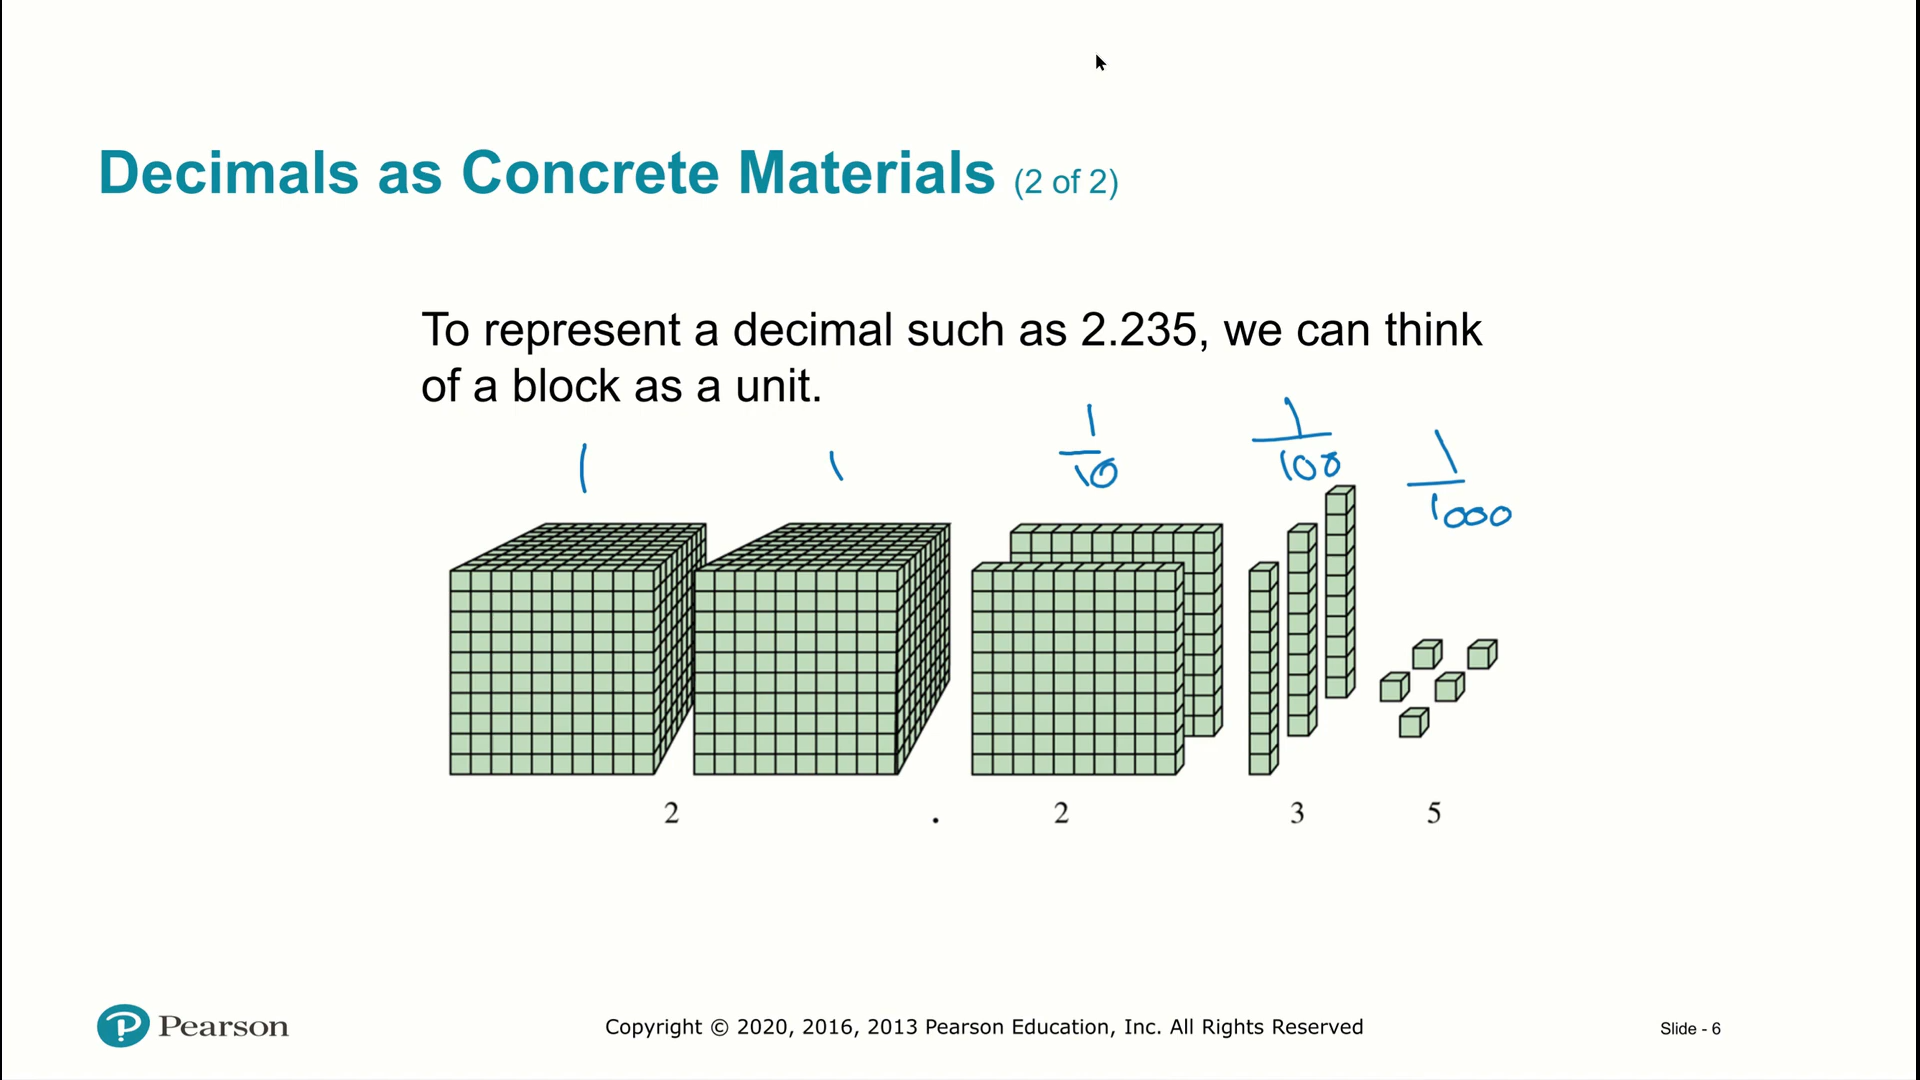 Decimals as Concrete Materials (2 of 2)
To represent a decimal such as 2.235, we can think
of a block as a unit.
1 1 1/10 1/100 1/1000
2 . 2 3 5
Pearson
Copyright © 2020, 2016, 2013 Pearson Education, Inc. All Rights Reserved
Slide - 6